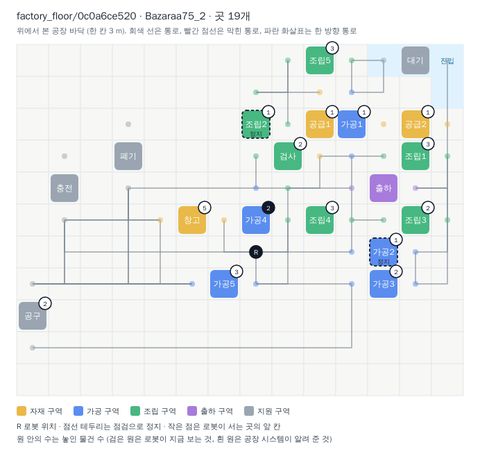 factory_floor/0c0a6ce520 · Bazaraa75_2 · 곳 19개
위에서 본 공장 바닥 (한 칸 3 m). 회색 선은 통로, 빨간 점선은 막힌 통로, 파란 화살표는 한 방향 통로
조립5 3 대기 진입
조립2 1 정지 공급1 1 가공1 1 공급2 1
폐기 검사 2 조립1 3
충전 출하
창고 5 가공4 2 조립4 3 조립3 2
R 가공2 1 정지
가공5 3 가공3 2
공구 2
자재 구역 가공 구역 조립 구역 출하 구역 지원 구역
R 로봇 위치 · 점선 테두리는 점검으로 정지 · 작은 점은 로봇이 서는 곳의 앞 칸
원 안의 수는 놓인 물건 수 (검은 원은 로봇이 지금 보는 것, 흰 원은 공장 시스템이 알려 준 것)